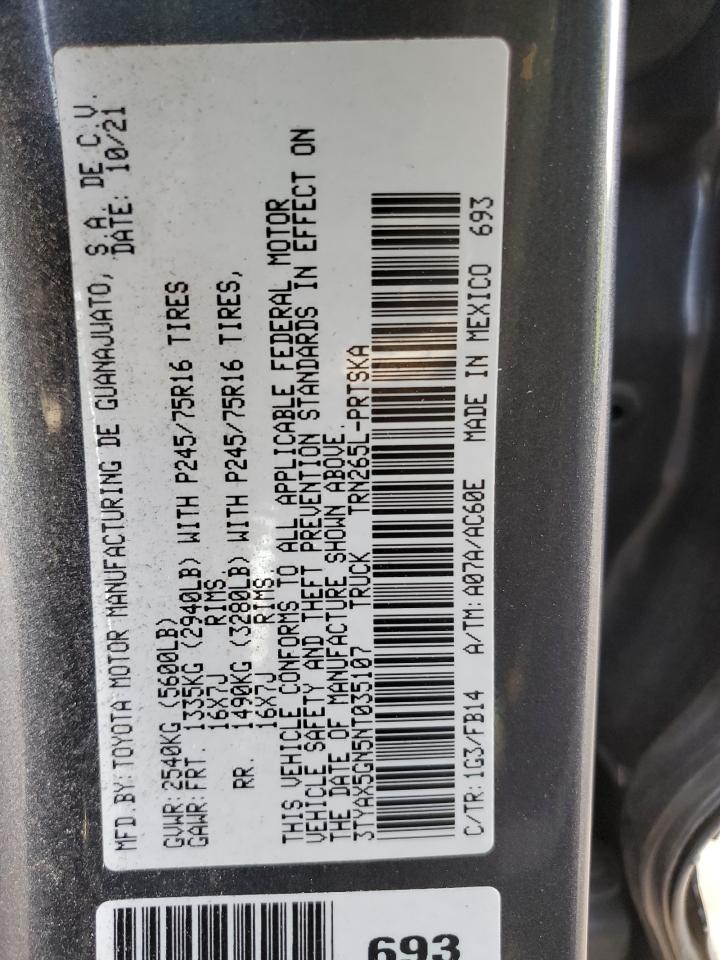 MFD.BY:TOYOTA MOTOR MANUFACTURING DE GUANAJUATO, S.A. DE C.V.
DATE: 10/21
GVWR:2540KG (5600LB)
GAWR:FRT. 1335KG (2940LB) WITH P245/75R16 TIRES
16X7J RIMS
RR. 1490KG (3280LB) WITH P245/75R16 TIRES,
16X7J RIMS.
THIS VEHICLE CONFORMS TO ALL APPLICABLE FEDERAL MOTOR
VEHICLE SAFETY AND THEFT PREVENTION STANDARDS IN EFFECT ON
THE DATE OF MANUFACTURE SHOWN ABOVE.
3TYAX5GN5NT035107 TRUCK TRN265L-PRTSKA
C/TR:1G3/FB14 A/TM:A07A/AC60E MADE IN MEXICO 693
693